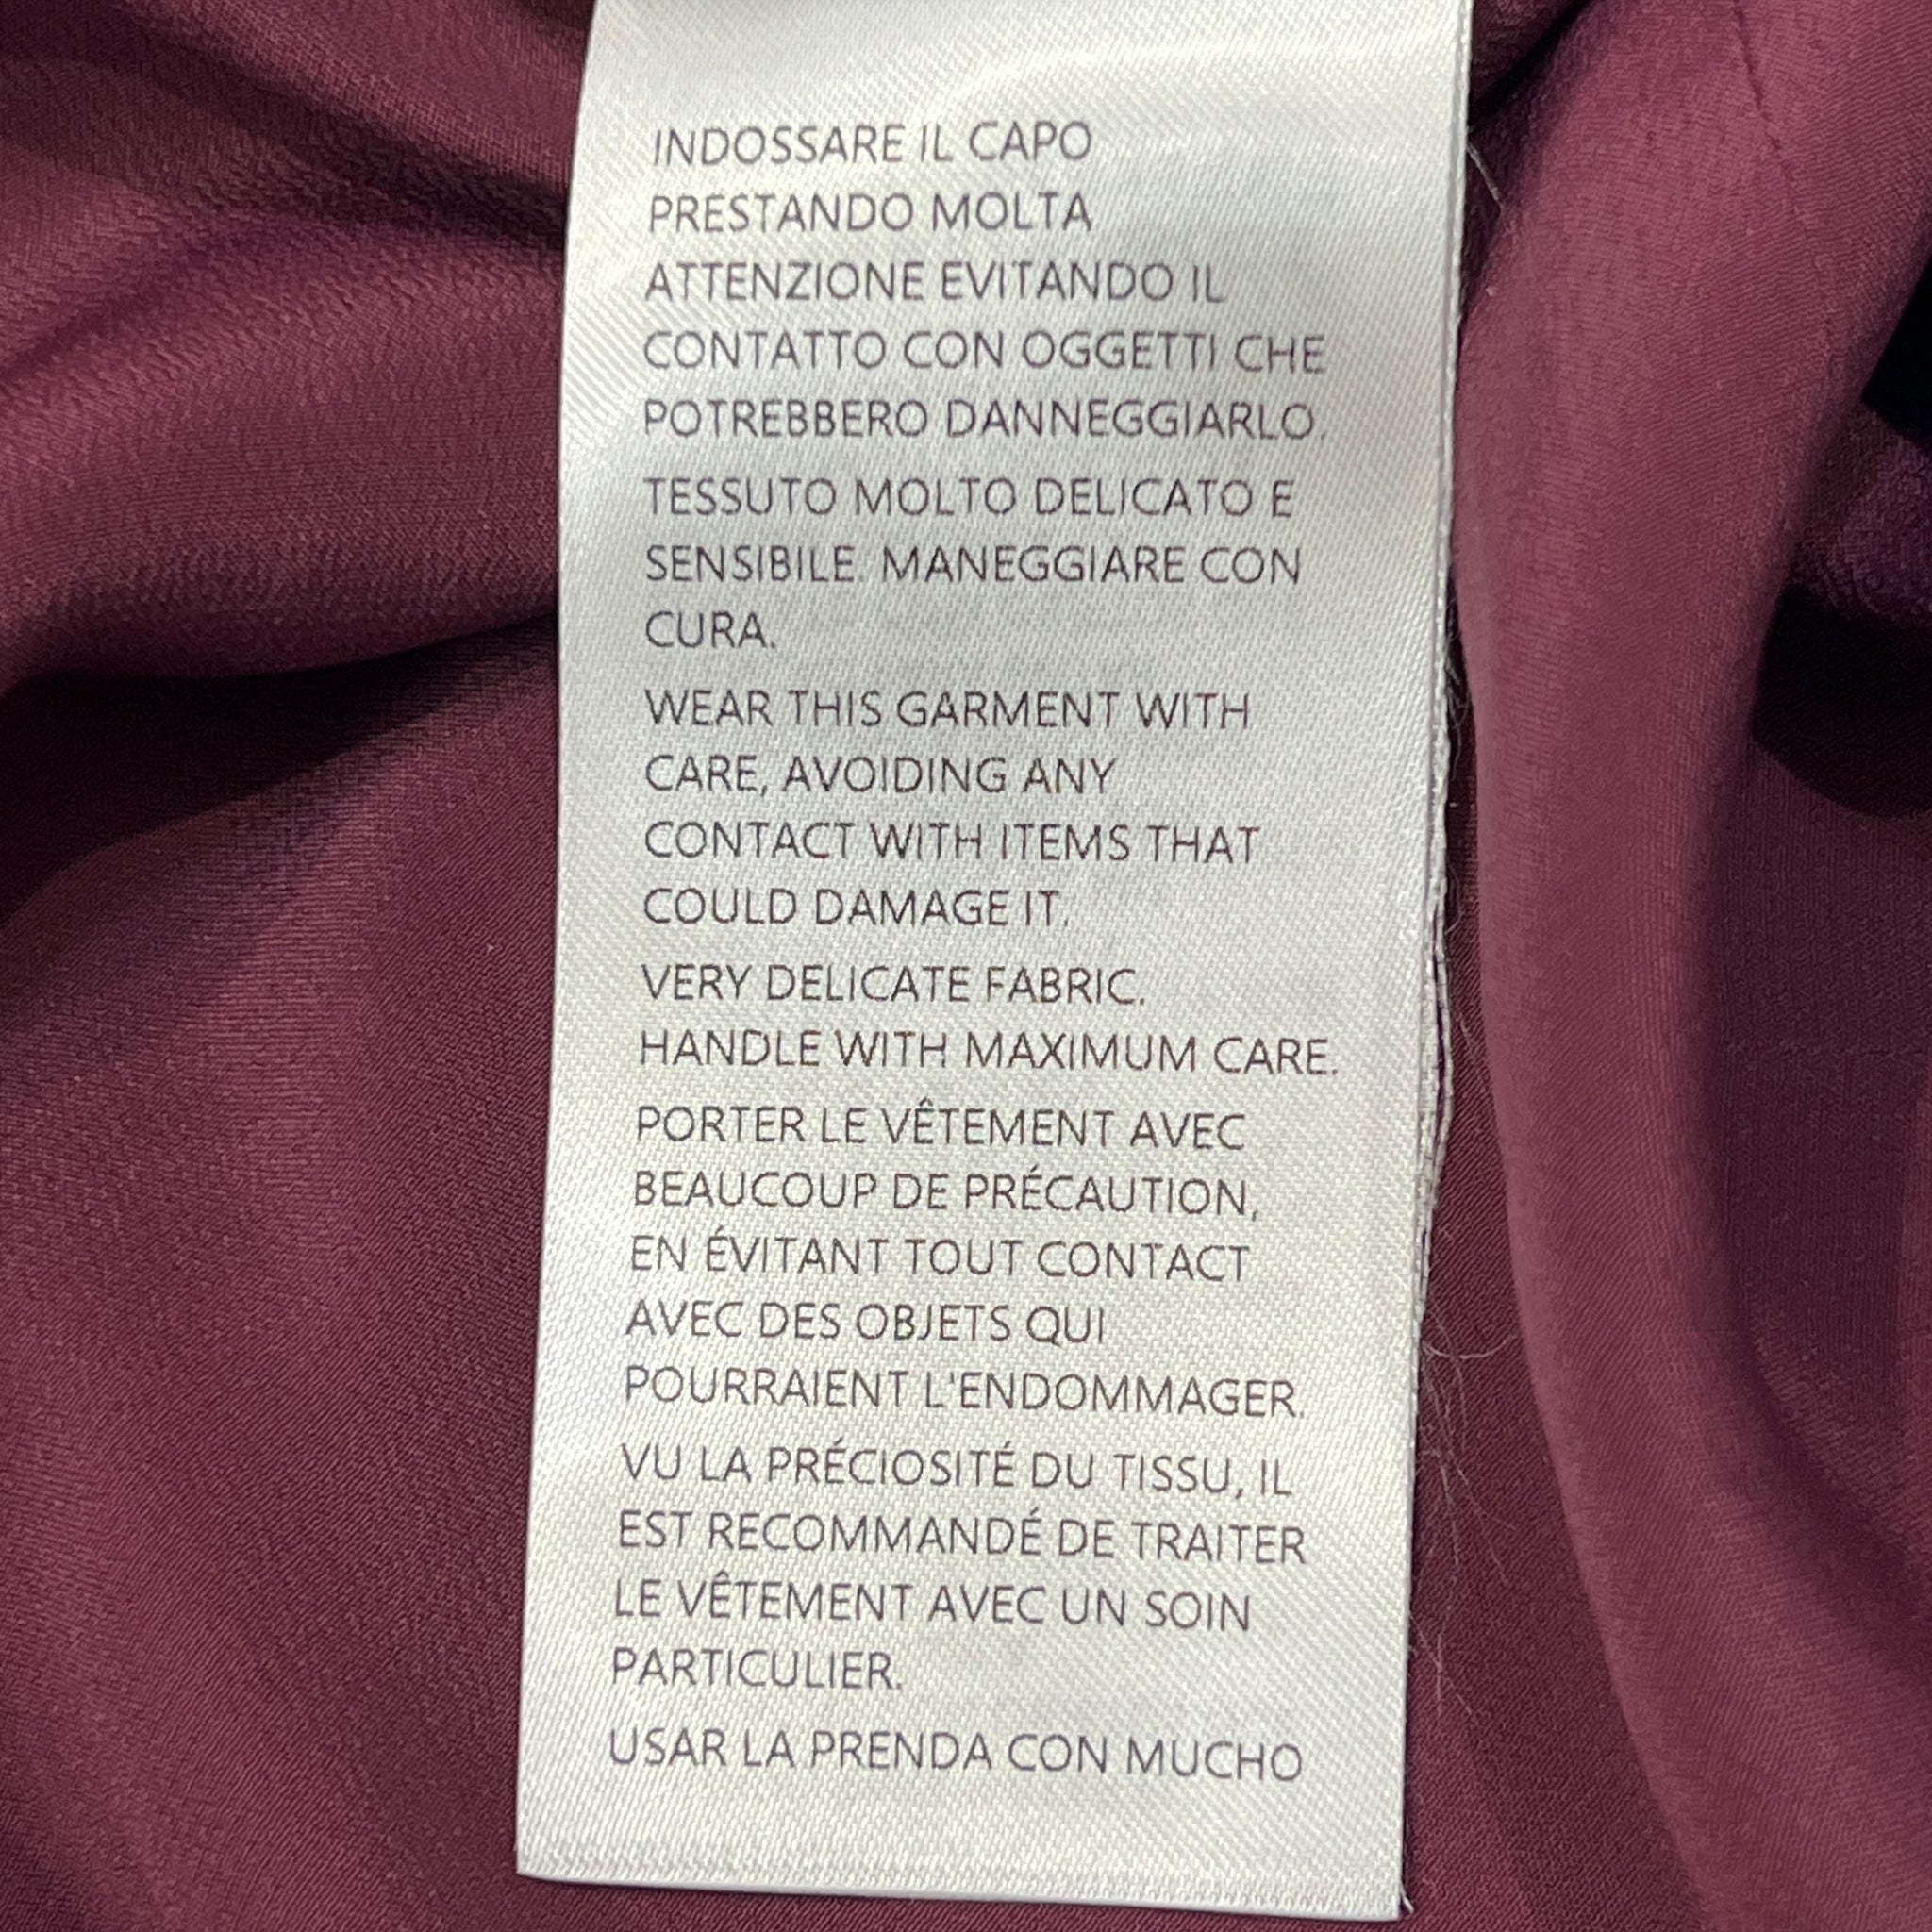 INDOSSARE IL CAPO
PRESTANDO MOLTA
ATTENZIONE EVITANDO IL
CONTATTO CON OGGETTI CHE
POTREBBERO DANNEGGIARLO.
TESSUTO MOLTO DELICATO E
SENSIBILE. MANEGGIARE CON
CURA.
WEAR THIS GARMENT WITH
CARE, AVOIDING ANY
CONTACT WITH ITEMS THAT
COULD DAMAGE IT.
VERY DELICATE FABRIC.
HANDLE WITH MAXIMUM CARE.
PORTER LE VÊTEMENT AVEC
BEAUCOUP DE PRÉCAUTION,
EN ÉVITANT TOUT CONTACT
AVEC DES OBJETS QUI
POURRAIENT L'ENDOMMAGER.
VU LA PRÉCIOSITÉ DU TISSU, IL
EST RECOMMANDÉ DE TRAITER
LE VÊTEMENT AVEC UN SOIN
PARTICULIER.
USAR LA PRENDA CON MUCHO